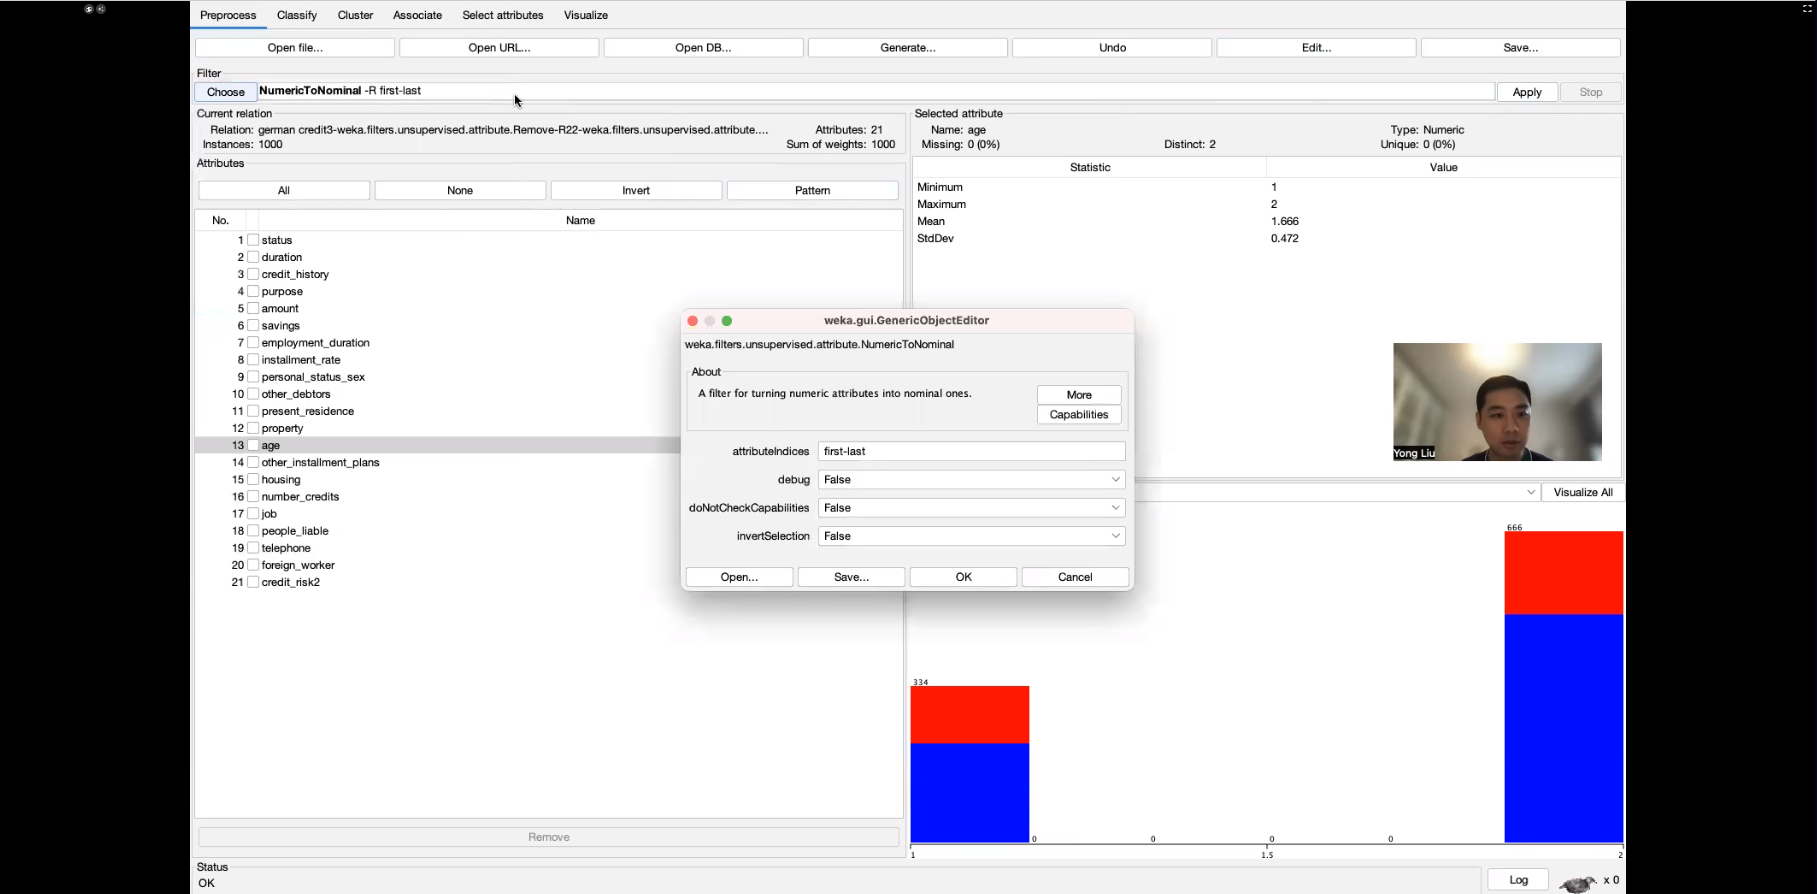 Preprocess Classify Cluster Associate Select attributes Visualize
Open file... Open URL... Open DB... Generate... Undo Edit... Save...
Filter
Choose NumericToNominal -R first-last Apply Stop
Current relation
Relation: german credit3-weka.filters.unsupervised.attribute.Remove-R22-weka.filters.unsupervised.attribute.... Attributes: 21
Instances: 1000 Sum of weights: 1000
Selected attribute
Name: age Type: Numeric
Missing: 0 (0%) Distinct: 2 Unique: 0 (0%)
Attributes
All None Invert Pattern
No. Name
1 status
2 duration
3 credit_history
4 purpose
5 amount
6 savings
7 employment_duration
8 installment_rate
9 personal_status_sex
10 other_debtors
11 present_residence
12 property
13 age
14 other_installment_plans
15 housing
16 number_credits
17 job
18 people_liable
19 telephone
20 foreign_worker
21 credit_risk2
Remove
Statistic Value
Minimum 1
Maximum 2
Mean 1.666
StdDev 0.472
weka.gui.GenericObjectEditor
weka.filters.unsupervised.attribute.NumericToNominal
About
A filter for turning numeric attributes into nominal ones.
More
Capabilities
attributeIndices first-last
debug False
doNotCheckCapabilities False
invertSelection False
Open... Save... OK Cancel
Yong Liu
Visualize All
666
334
0 0 0 0
1 1.5 2
Status
OK
Log x 0